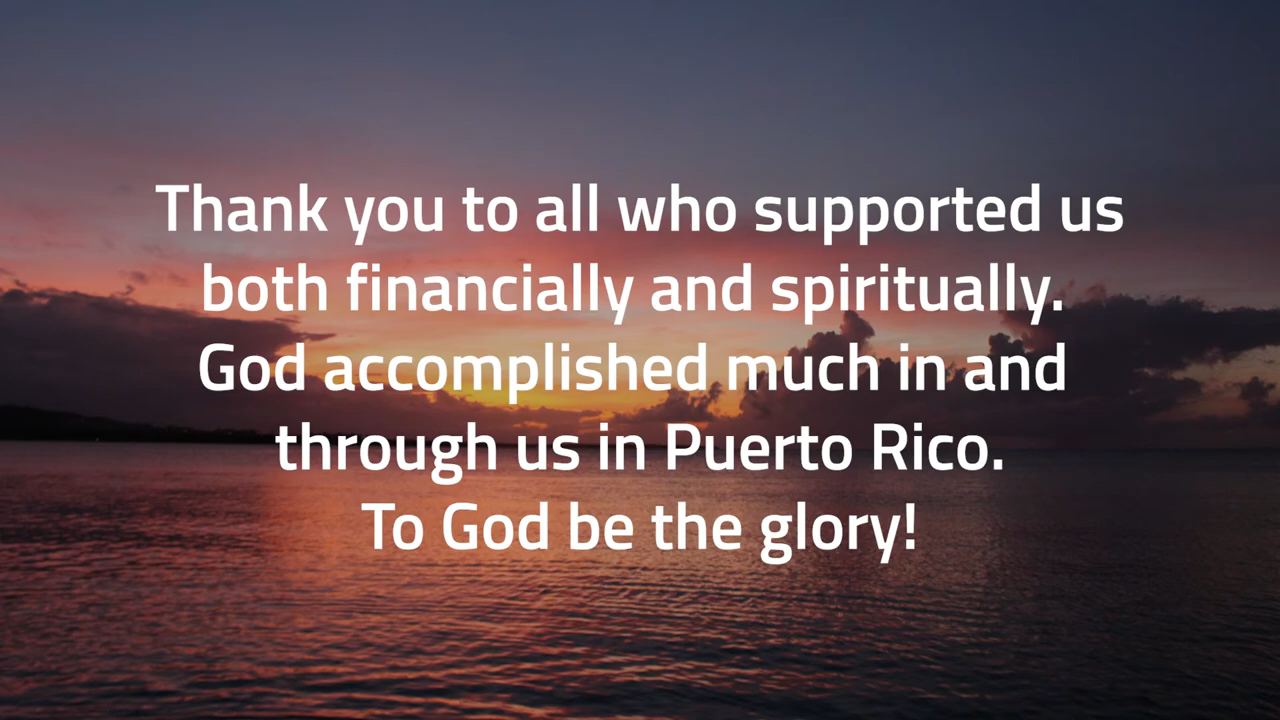 Thank you to all who supported us
both financially and spiritually.
God accomplished much in and
through us in Puerto Rico.
To God be the glory!